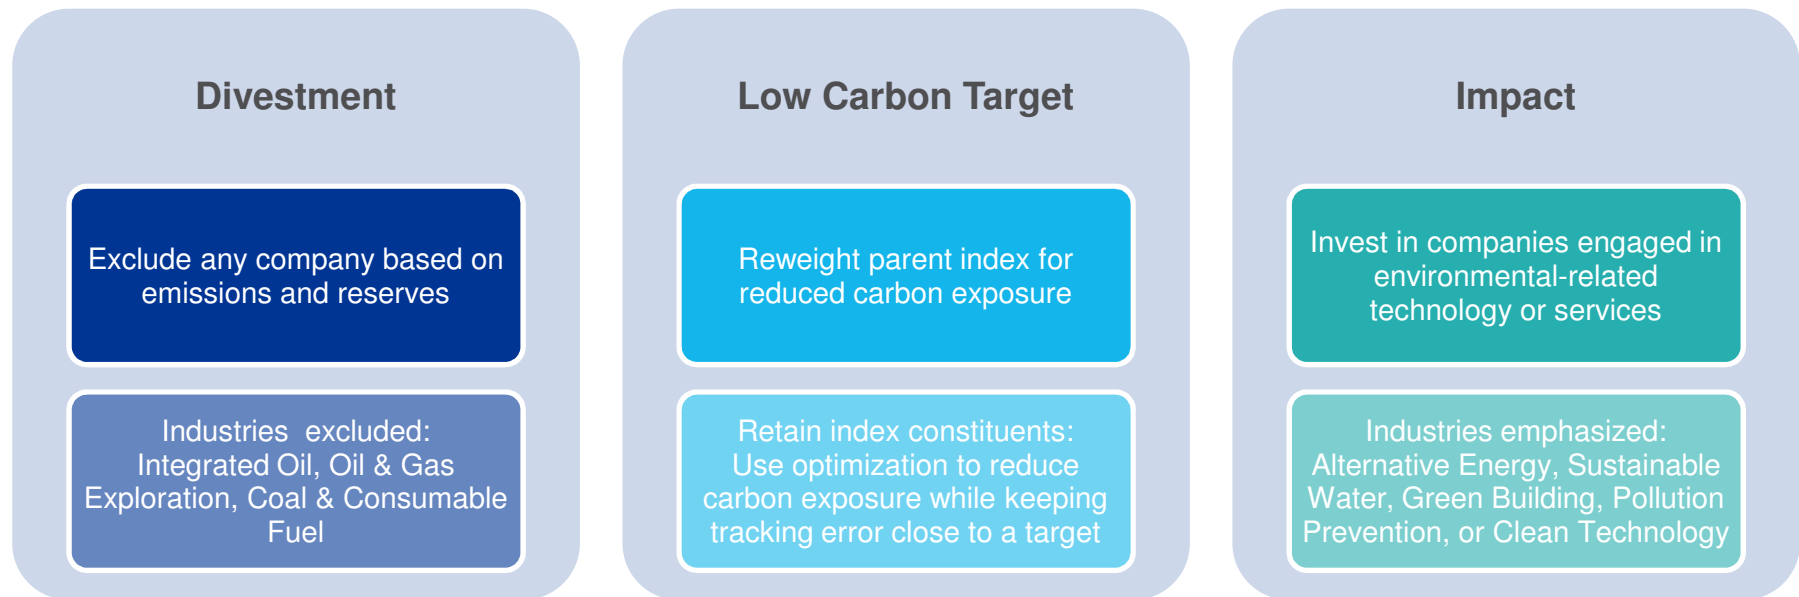 Divestment
Exclude any company based on
emissions and reserves
Industries  excluded:
Integrated Oil, Oil & Gas
Exploration, Coal & Consumable
Fuel
Low Carbon Target
Reweight parent index for
reduced carbon exposure
Retain index constituents:
Use optimization to reduce
carbon exposure while keeping
tracking error close to a target
Impact
Invest in companies engaged in
environmental-related
technology or services
Industries emphasized:
Alternative Energy, Sustainable
Water, Green Building, Pollution
Prevention, or Clean Technology